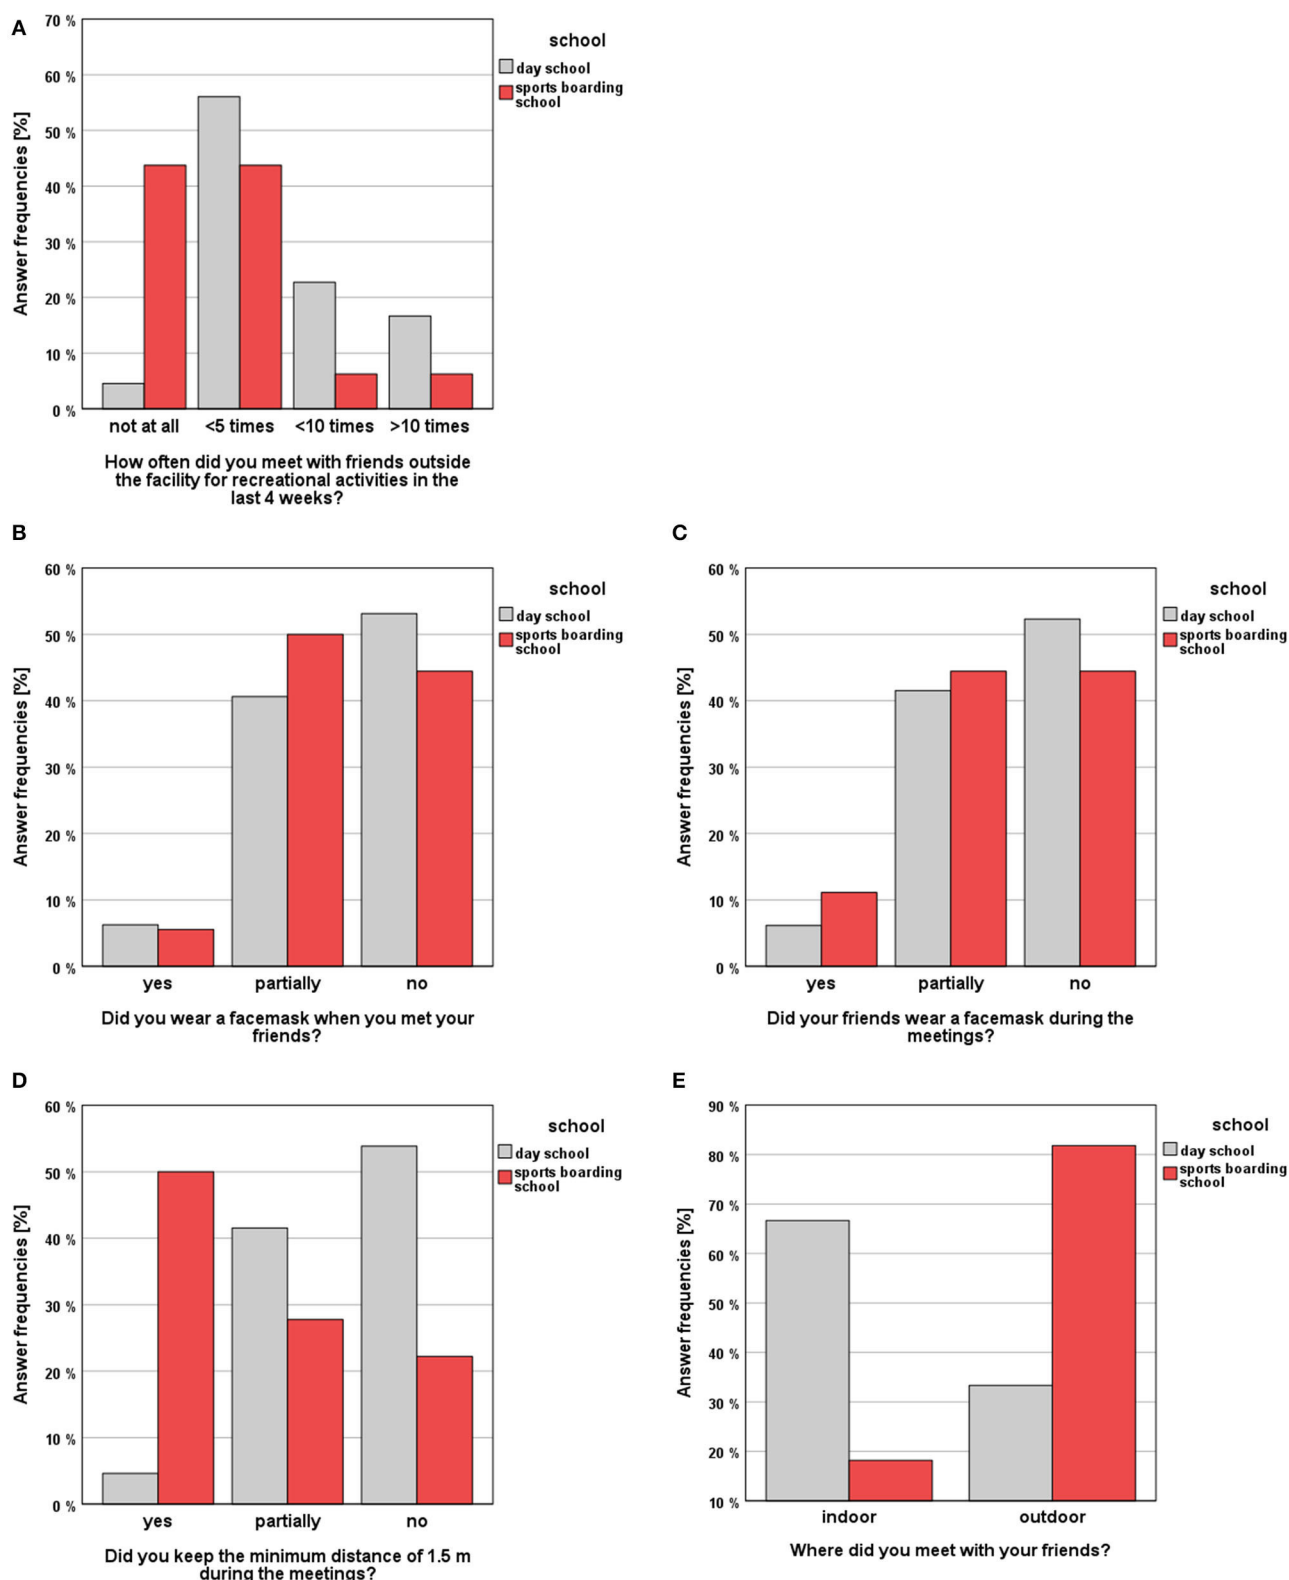 A
70 %
60 %
50 %
40 %
30 %
20 %
10 %
0 %
Answer frequencies [%]
not at all
<5 times
<10 times
>10 times
How often did you meet with friends outside
the facility for recreational activities in the
last 4 weeks?
school
day school
sports boarding
school
B
60 %
50 %
40 %
30 %
20 %
10 %
0 %
Answer frequencies [%]
yes
partially
no
Did you wear a facemask when you met your
friends?
school
day school
sports boarding
school
C
60 %
50 %
40 %
30 %
20 %
10 %
0 %
Answer frequencies [%]
yes
partially
no
Did your friends wear a facemask during the
meetings?
school
day school
sports boarding
school
D
60 %
50 %
40 %
30 %
20 %
10 %
0 %
Answer frequencies [%]
yes
partially
no
Did you keep the minimum distance of 1.5 m
during the meetings?
school
day school
sports boarding
school
E
90 %
80 %
70 %
60 %
50 %
40 %
30 %
20 %
10 %
Answer frequencies [%]
indoor
outdoor
Where did you meet with your friends?
school
day school
sports boarding
school